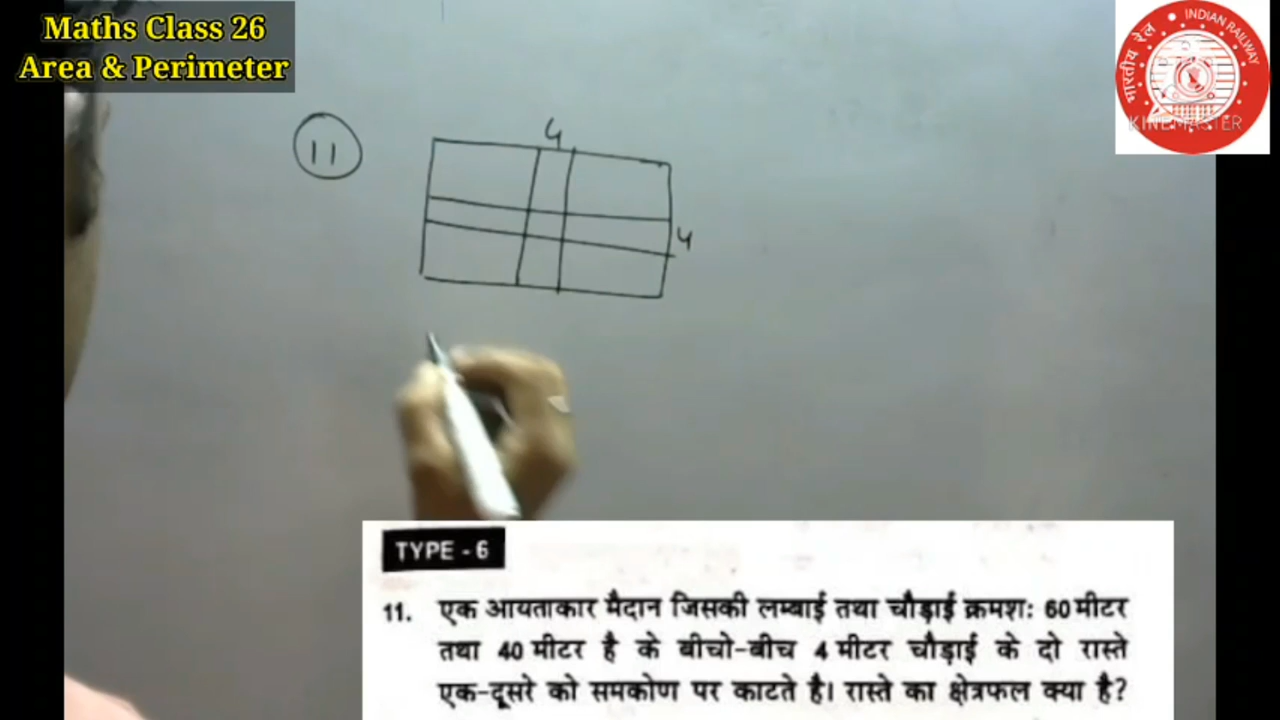 Maths Class 26
Area & Perimeter
भारतीय रेल
INDIAN RAILWAY
KINEMASTER
11
4
4
TYPE - 6
11. एक आयताकार मैदान जिसकी लम्बाई तथा चौड़ाई क्रमशः 60 मीटर
तथा 40 मीटर है के बीचो-बीच 4 मीटर चौड़ाई के दो रास्ते
एक-दूसरे को समकोण पर काटते है। रास्ते का क्षेत्रफल क्या है?